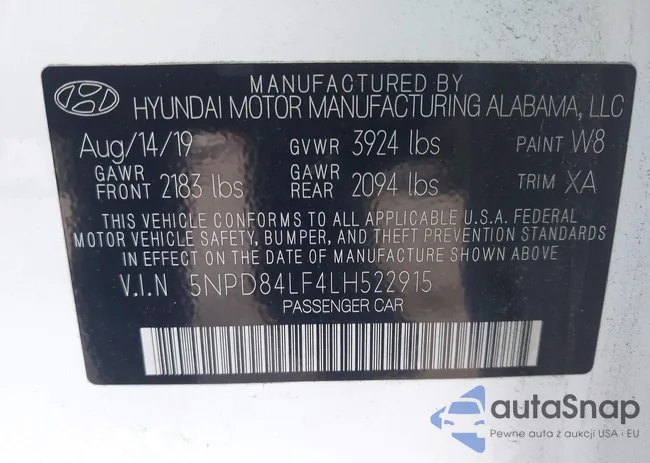 MANUFACTURED BY
HYUNDAI MOTOR MANUFACTURING ALABAMA, LLC
Aug/14/19 GVWR 3924 lbs PAINT W8
GAWR FRONT 2183 lbs GAWR REAR 2094 lbs TRIM XA
THIS VEHICLE CONFORMS TO ALL APPLICABLE U.S.A. FEDERAL
MOTOR VEHICLE SAFETY, BUMPER, AND THEFT PREVENTION STANDARDS
IN EFFECT ON THE DATE OF MANUFACTURE SHOWN ABOVE.
V.I.N 5NPD84LF4LH522915
PASSENGER CAR
autaSnap
Pewne auta z aukcji USA i EU